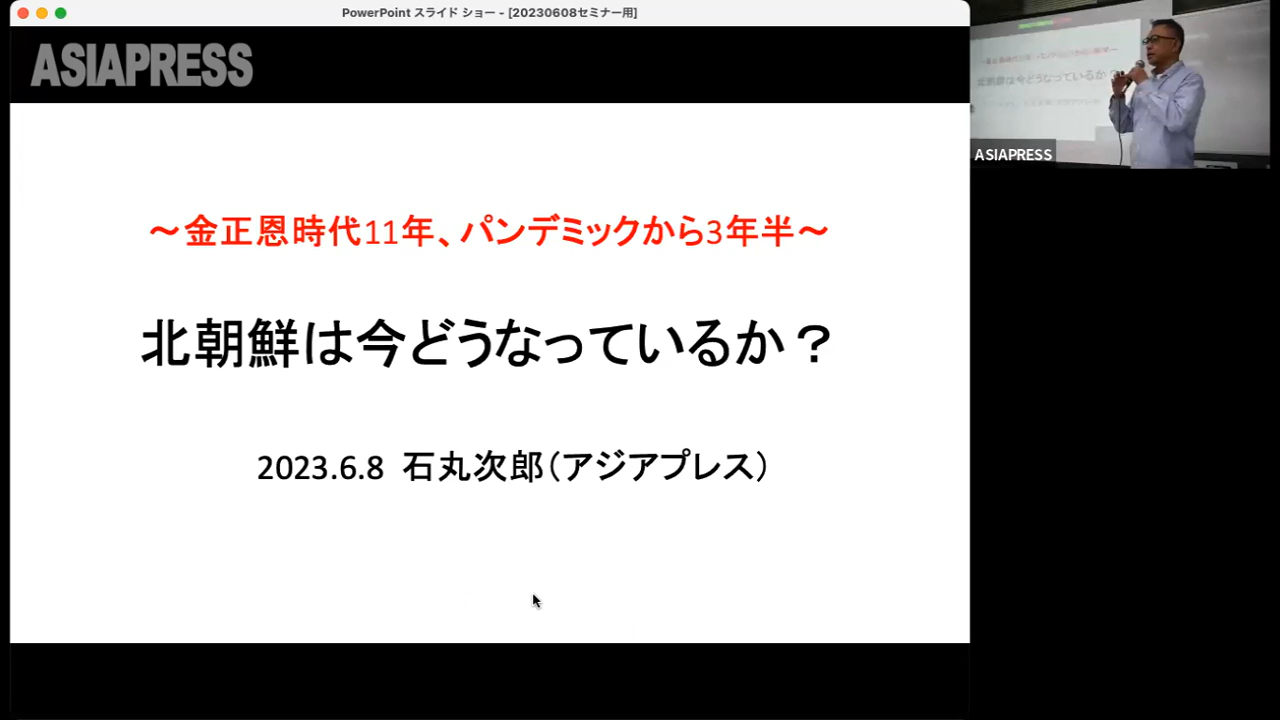 PowerPoint スライド ショー - [20230608セミナー用]
ASIAPRESS
～金正恩時代11年、パンデミックから3年半～
北朝鮮は今どうなっているか？
2023.6.8 石丸次郎（アジアプレス）
北朝鮮は今どうなっているか？
ASIAPRESS